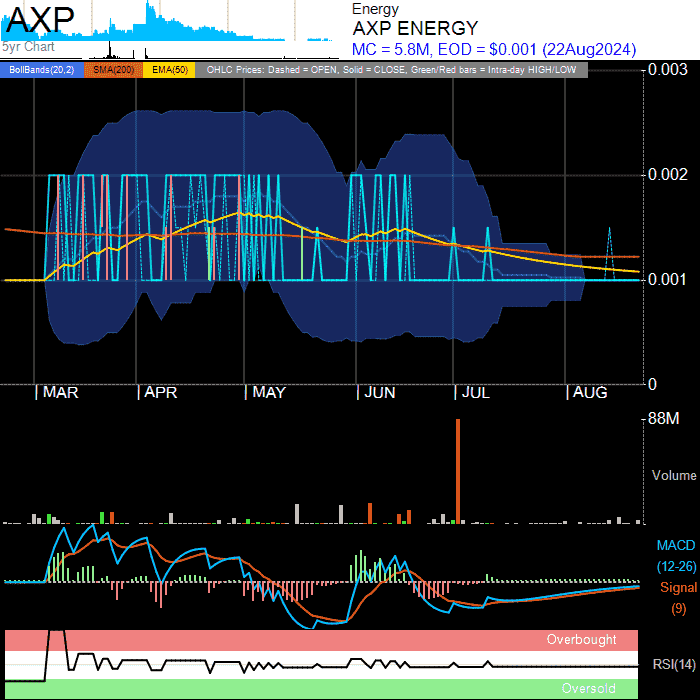 AXP
5yr Chart
Energy
AXP ENERGY
MC = 5.8M, EOD = $0.001 (22Aug2024)
BollBands(20,2) SMA(200) EMA(50) OHLC Prices: Dashed = OPEN, Solid = CLOSE, Green/Red bars = Intra-day HIGH/LOW
0.003
0.002
0.001
0
MAR APR MAY JUN JUL AUG
88M
Volume
MACD
(12-26)
Signal
(9)
Overbought
RSI(14)
Oversold